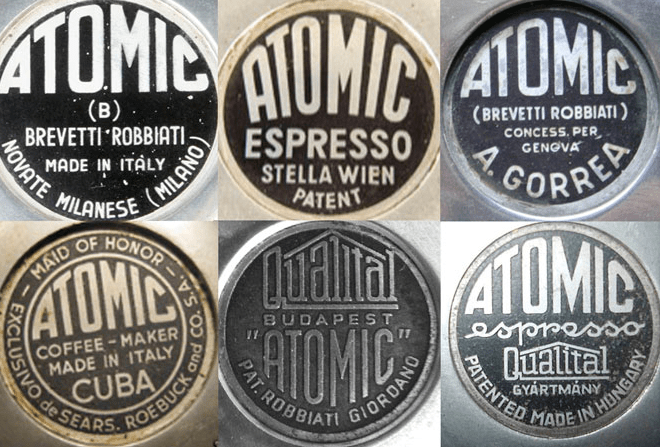 ATOMIC
(B)
BREVETTI ROBBIATI
MADE IN ITALY
NOVATE MILANESE (MILANO)
ATOMIC
ESPRESSO
STELLA WIEN
PATENT
ATOMIC
(BREVETTI ROBBIATI)
CONCESS. PER
GENOVA
A. GORREA
MAID OF HONOR
ATOMIC
COFFEE-MAKER
MADE IN ITALY
CUBA
EXCLUSIVO de SEARS. ROEBUCK and CO. S.A.
Qualital
BUDAPEST
"ATOMIC"
PAT. ROBBIATI GIORDANO
ATOMIC
espresso
Qualital
GYÁRTMÁNY
PATENTED MADE IN HUNGARY